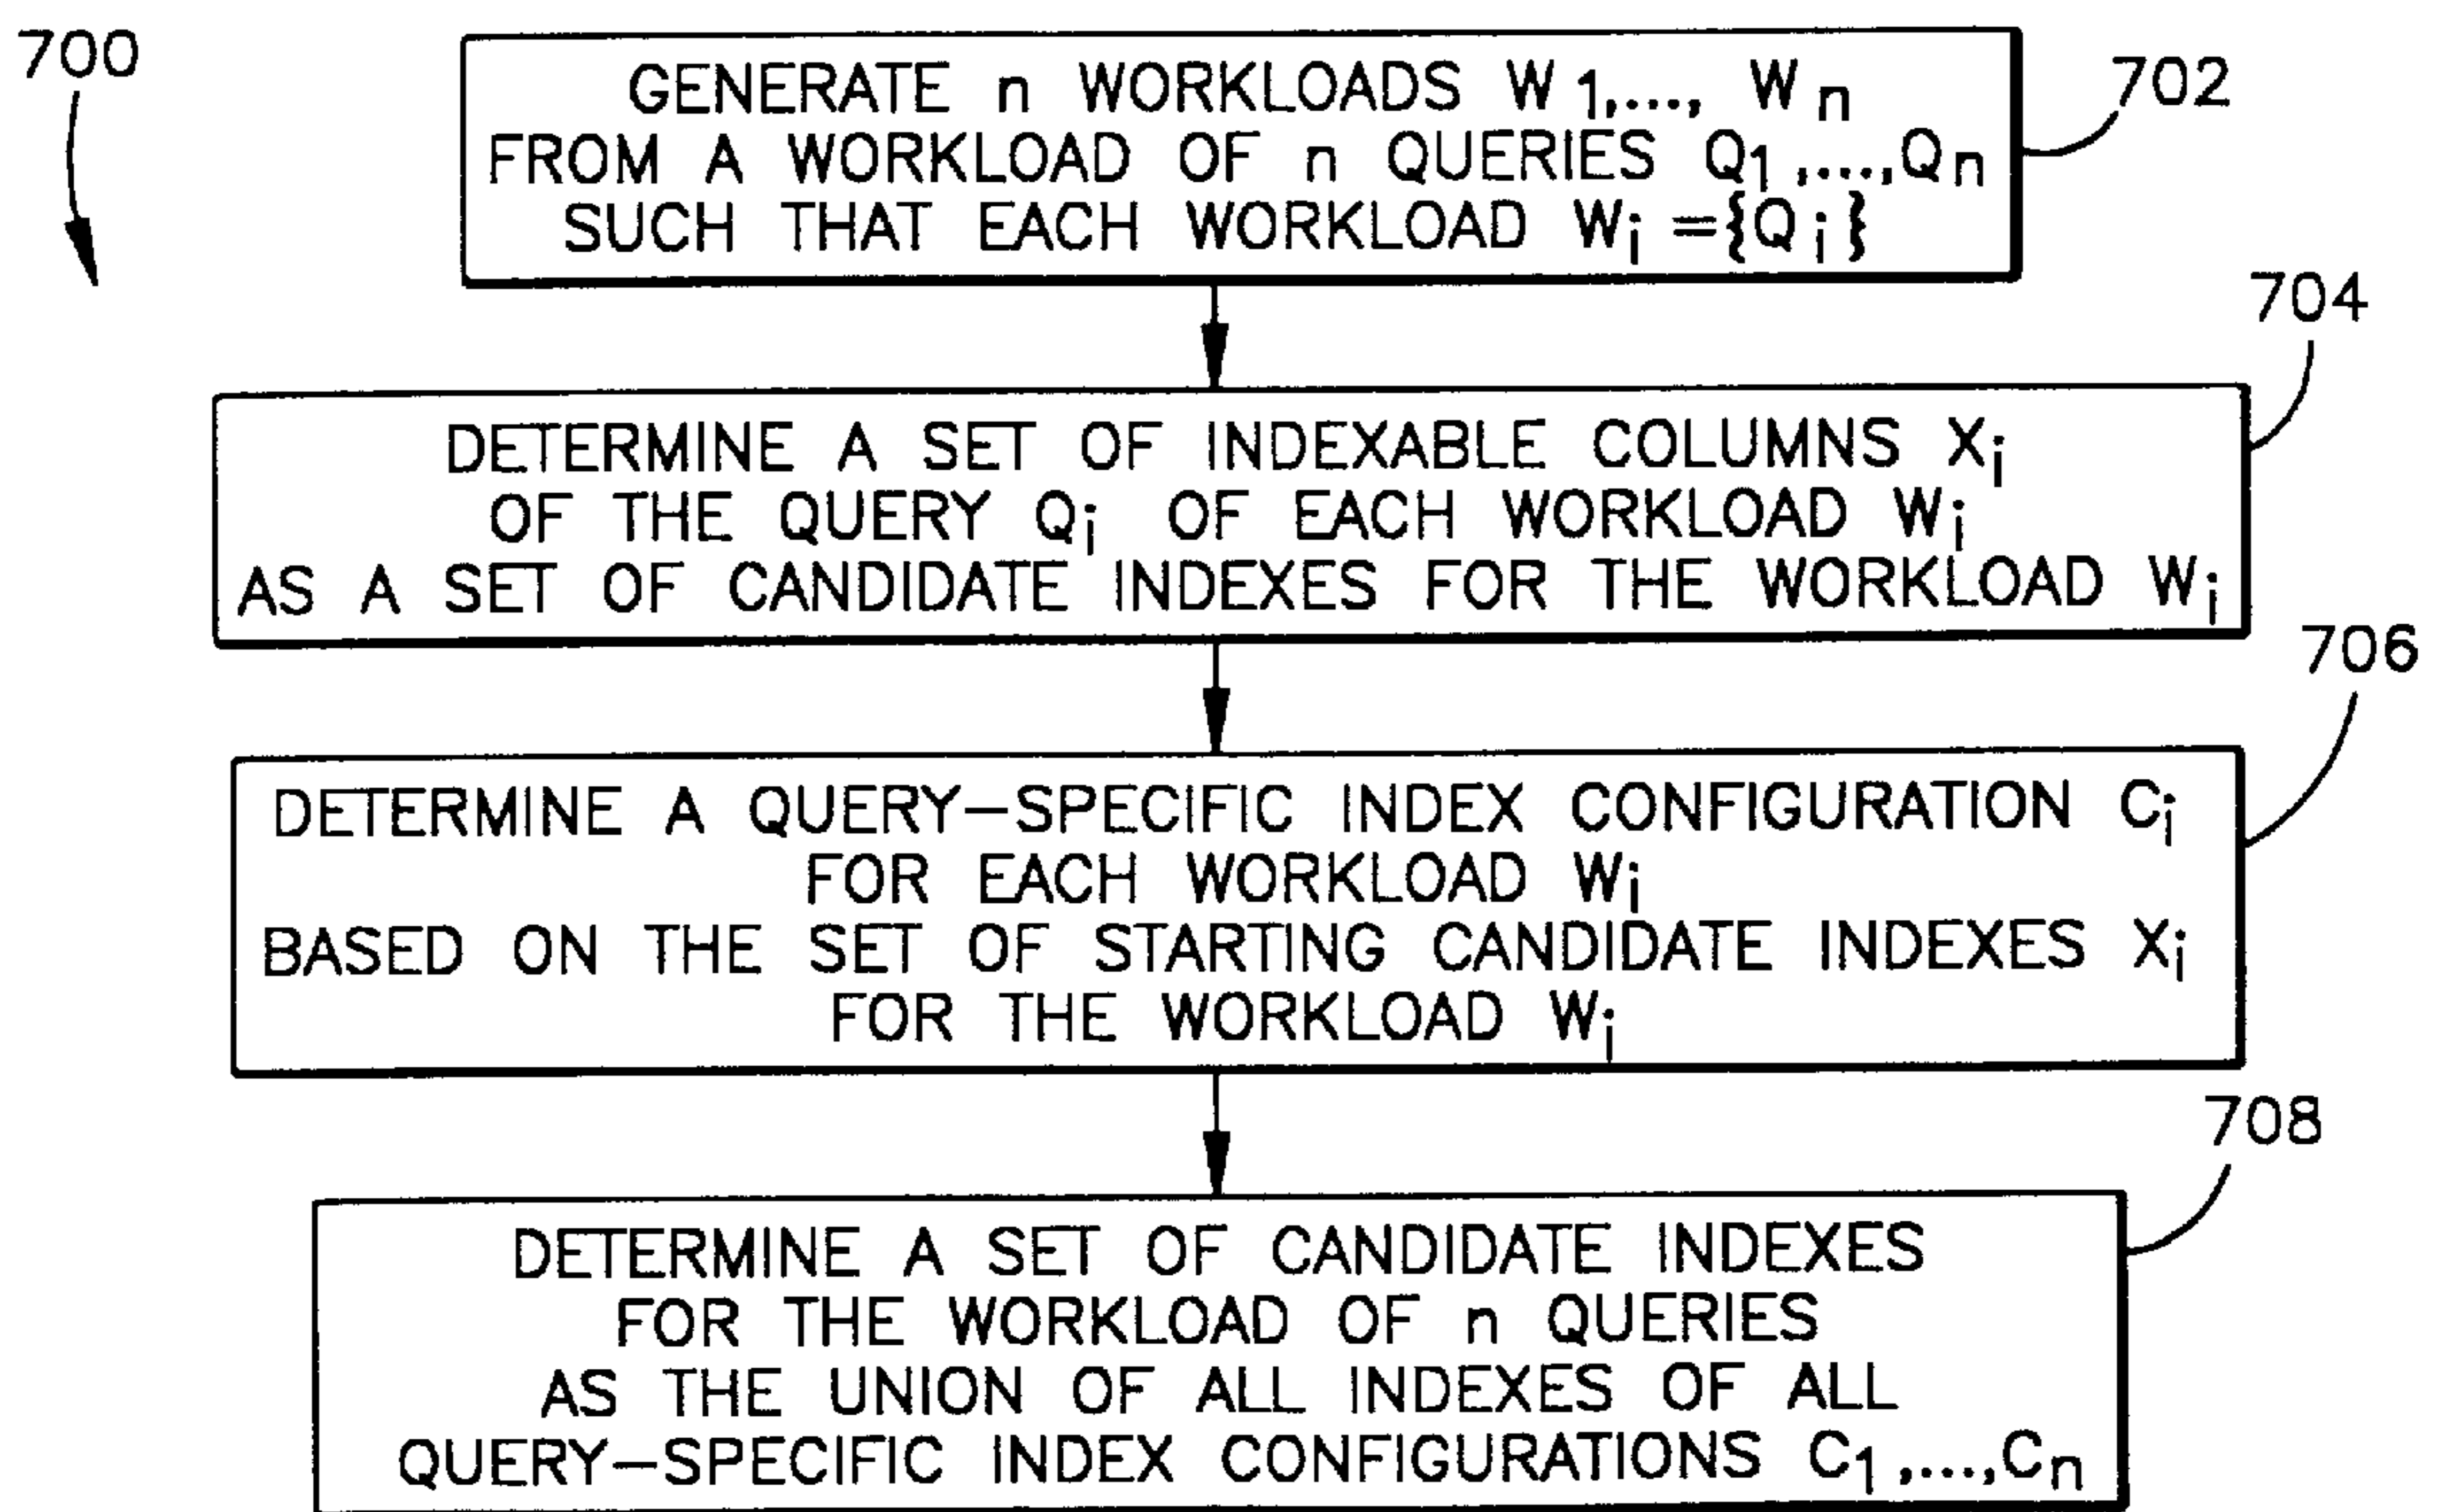 700
GENERATE n WORKLOADS W1,..., Wn
702
FROM A WORKLOAD OF n QUERIES Q1,...,Qn
SUCH THAT EACH WORKLOAD Wi={Qi}
704
DETERMINE A SET OF INDEXABLE COLUMNS Xi
OF THE QUERY Qi OF EACH WORKLOAD Wi
AS A SET OF CANDIDATE INDEXES FOR THE WORKLOAD Wi
706
DETERMINE A QUERY-SPECIFIC INDEX CONFIGURATION Ci
FOR EACH WORKLOAD Wi
BASED ON THE SET OF STARTING CANDIDATE INDEXES Xi
FOR THE WORKLOAD Wi
708
DETERMINE A SET OF CANDIDATE INDEXES
FOR THE WORKLOAD OF n QUERIES
AS THE UNION OF ALL INDEXES OF ALL
QUERY-SPECIFIC INDEX CONFIGURATIONS C1,...,Cn